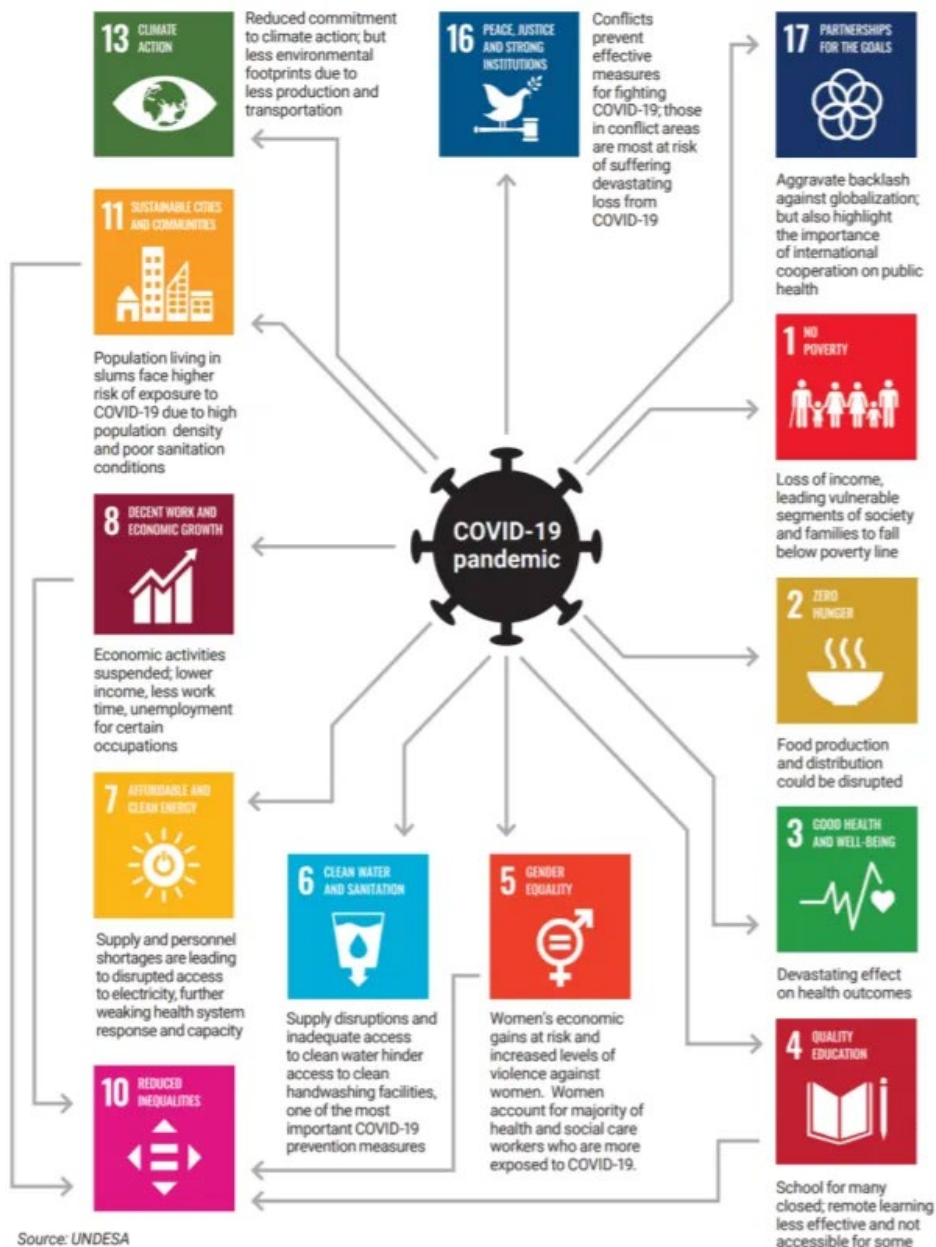 13 CLIMATE
ACTION
Reduced commitment
to climate action; but
less environmental
footprints due to
less production and
transportation
16 PEACE, JUSTICE
AND STRONG
INSTITUTIONS
Conflicts
prevent
effective
measures
for fighting
COVID-19; those
in conflict areas
are most at risk
of suffering
devastating
loss from
COVID-19
17 PARTNERSHIPS
FOR THE GOALS
Aggravate backlash
against globalization;
but also highlight
the importance
of international
cooperation on public
health
11 SUSTAINABLE CITIES
AND COMMUNITIES
Population living in
slums face higher
risk of exposure to
COVID-19 due to high
population density
and poor sanitation
conditions
1 NO
POVERTY
Loss of income,
leading vulnerable
segments of society
and families to fall
below poverty line
COVID-19
pandemic
8 DECENT WORK AND
ECONOMIC GROWTH
Economic activities
suspended; lower
income, less work
time, unemployment
for certain
occupations
2 ZERO
HUNGER
Food production
and distribution
could be disrupted
7 AFFORDABLE AND
CLEAN ENERGY
Supply and personnel
shortages are leading
to disrupted access
to electricity, further
weaking health system
response and capacity
6 CLEAN WATER
AND SANITATION
Supply disruptions and
inadequate access
to clean water hinder
access to clean
handwashing facilities,
one of the most
important COVID-19
prevention measures
5 GENDER
EQUALITY
Women's economic
gains at risk and
increased levels of
violence against
women. Women
account for majority of
health and social care
workers who are more
exposed to COVID-19.
3 GOOD HEALTH
AND WELL-BEING
Devastating effect
on health outcomes
4 QUALITY
EDUCATION
School for many
closed; remote learning
less effective and not
accessible for some
10 REDUCED
INEQUALITIES
Source: UNDESA